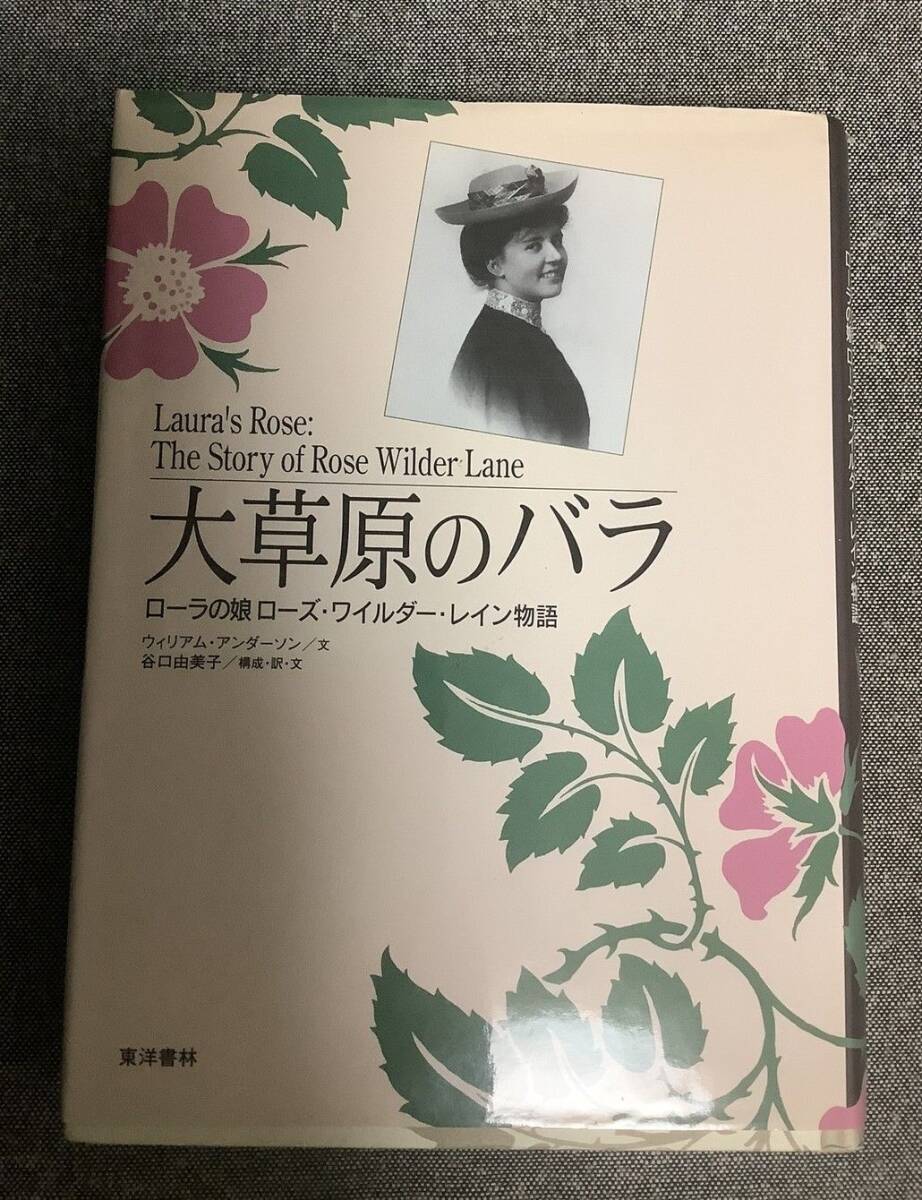 Laura's Rose:
The Story of Rose Wilder Lane
大草原のバラ
ローラの娘 ローズ・ワイルダー・レイン物語
ウィリアム・アンダーソン／文
谷口由美子／構成・訳・文
東洋書林